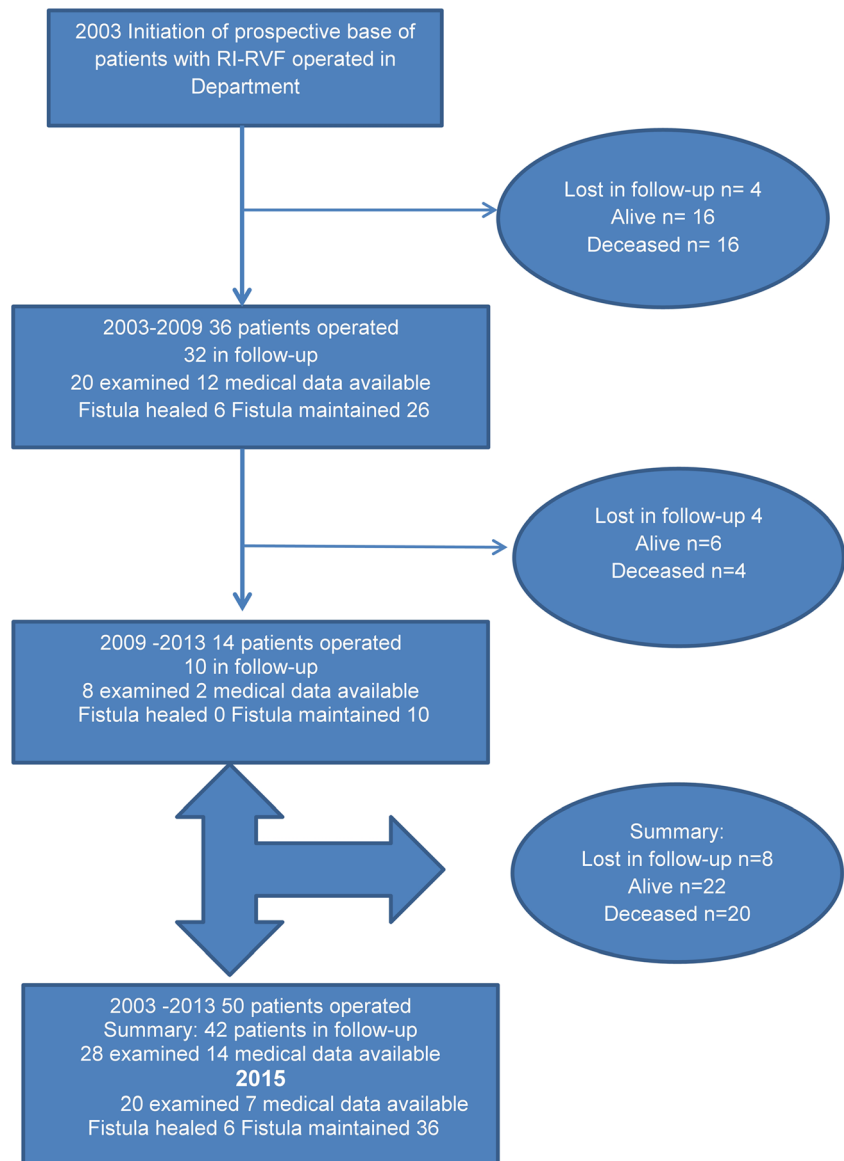 2003 Initiation of prospective base of
patients with RI-RVF operated in
Department
Lost in follow-up n= 4
Alive n= 16
Deceased n= 16
2003-2009 36 patients operated
32 in follow-up
20 examined 12 medical data available
Fistula healed 6 Fistula maintained 26
Lost in follow-up 4
Alive n=6
Deceased n=4
2009 -2013 14 patients operated
10 in follow-up
8 examined 2 medical data available
Fistula healed 0 Fistula maintained 10
Summary:
Lost in follow-up n=8
Alive n=22
Deceased n=20
2003 -2013 50 patients operated
Summary: 42 patients in follow-up
28 examined 14 medical data available
2015
20 examined 7 medical data available
Fistula healed 6 Fistula maintained 36